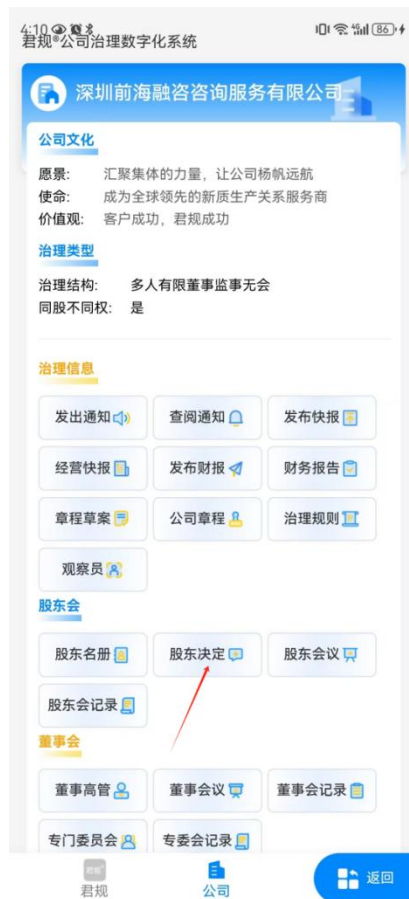 4:10 86
君规®公司治理数字化系统
深圳前海融咨咨询服务有限公司
公司文化
愿景: 汇聚集体的力量，让公司杨帆远航
使命: 成为全球领先的新质生产关系服务商
价值观: 客户成功，君规成功
治理类型
治理结构: 多人有限董事监事无会
同股不同权: 是
治理信息
发出通知 查阅通知 发布快报
经营快报 发布财报 财务报告
章程草案 公司章程 治理规则
观察员
股东会
股东名册 股东决定 股东会议
股东会记录
董事会
董事高管 董事会议 董事会记录
专门委员会 专委会记录
君规 公司 返回